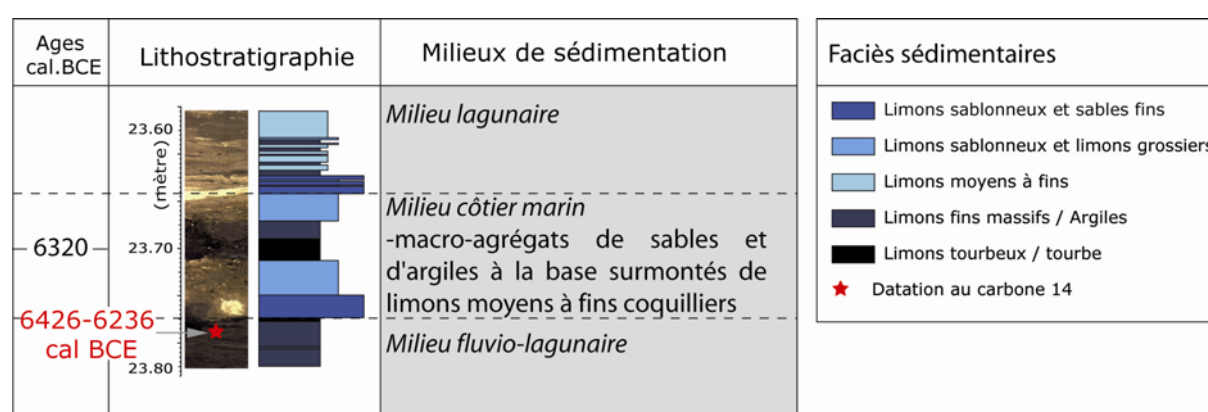 Ages
cal.BCE
Lithostratigraphie
Milieux de sédimentation
6320
6426-6236
cal BCE
(mètre)
23.60
23.70
23.80
Milieu lagunaire
Milieu côtier marin
-macro-agrégats de sables et
d'argiles à la base surmontés de
limons moyens à fins coquilliers
Milieu fluvio-lagunaire
Faciès sédimentaires
Limons sablonneux et sables fins
Limons sablonneux et limons grossiers
Limons moyens à fins
Limons fins massifs / Argiles
Limons tourbeux / tourbe
Datation au carbone 14